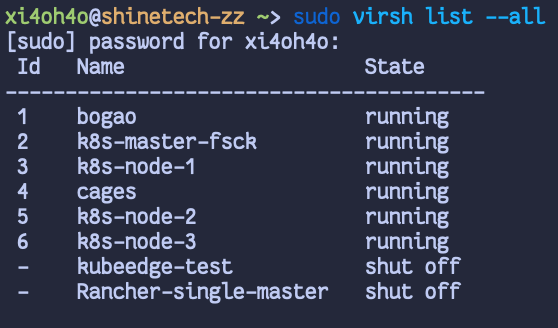 xi4oh4o@shinetech-zz ~> sudo virsh list --all
[sudo] password for xi4oh4o:
 Id   Name                    State
----------------------------------------
 1    bogao                   running
 2    k8s-master-fsck         running
 3    k8s-node-1              running
 4    cages                   running
 5    k8s-node-2              running
 6    k8s-node-3              running
 -    kubeedge-test           shut off
 -    Rancher-single-master   shut off